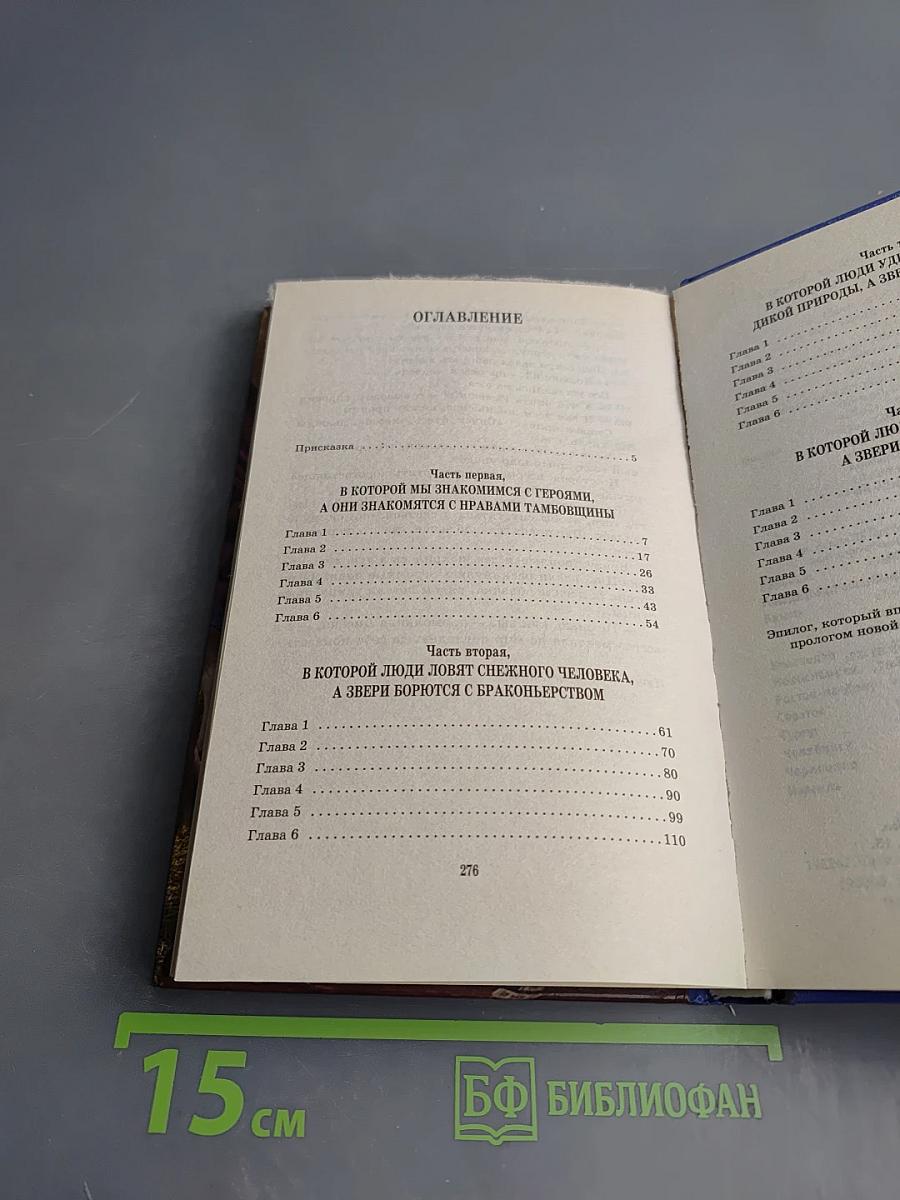 ОГЛАВЛЕНИЕ
Присказка . . . : . . . . . . . . . . . . . . . . . . . . . . . . . . . . . . . . . . . 5
Часть первая,
В КОТОРОЙ МЫ ЗНАКОМИМСЯ С ГЕРОЯМИ,
А ОНИ ЗНАКОМЯТСЯ С НРАВАМИ ТАМБОВЩИНЫ
Глава 1 . . . . . . . . . . . . . . . . . . . . . . . . . . . . . . . . . . . . . . . 7
Глава 2 . . . . . . . . . . . . . . . . . . . . . . . . . . . . . . . . . . . . . . . 17
Глава 3 . . . . . . . . . . . . . . . . . . . . . . . . . . . . . . . . . . . . . . . 26
Глава 4 . . . . . . . . . . . . . . . . . . . . . . . . . . . . . . . . . . . . . . . 33
Глава 5 . . . . . . . . . . . . . . . . . . . . . . . . . . . . . . . . . . . . . . . 43
Глава 6 . . . . . . . . . . . . . . . . . . . . . . . . . . . . . . . . . . . . . . . 54
Часть вторая,
В КОТОРОЙ ЛЮДИ ЛОВЯТ СНЕЖНОГО ЧЕЛОВЕКА,
А ЗВЕРИ БОРЮТСЯ С БРАКОНЬЕРСТВОМ
Глава 1 . . . . . . . . . . . . . . . . . . . . . . . . . . . . . . . . . . . . . . . 61
Глава 2 . . . . . . . . . . . . . . . . . . . . . . . . . . . . . . . . . . . . . . . 70
Глава 3 . . . . . . . . . . . . . . . . . . . . . . . . . . . . . . . . . . . . . . . 80
Глава 4 . . . . . . . . . . . . . . . . . . . . . . . . . . . . . . . . . . . . . . . 90
Глава 5 . . . . . . . . . . . . . . . . . . . . . . . . . . . . . . . . . . . . . . . 99
Глава 6 . . . . . . . . . . . . . . . . . . . . . . . . . . . . . . . . . . . . . . . 110
276
Часть
В КОТОРОЙ ЛЮДИ
ДИКОЙ ПРИРОДЫ, А
Глава 1 . . . . . . . . . . . .
Глава 2 . . . . . . . . . . . .
Глава 3 . . . . . . . . . . . .
Глава 4 . . . . . . . . . . . .
Глава 5 . . . . . . . . . . . .
Глава 6 . . . . . . . . . . . .
В КОТОРОЙ
А ЗВЕРИ
Глава 1 . . . . . . . . . . . .
Глава 2 . . . . . . . . . . . .
Глава 3 . . . . . . . . . . . .
Глава 4 . . . . . . . . . . . .
Глава 5 . . . . . . . . . . . .
Глава 6 . . . . . . . . . . . .
Эпилог, который
прологом новой
15 см
БФ БИБЛИОФАН